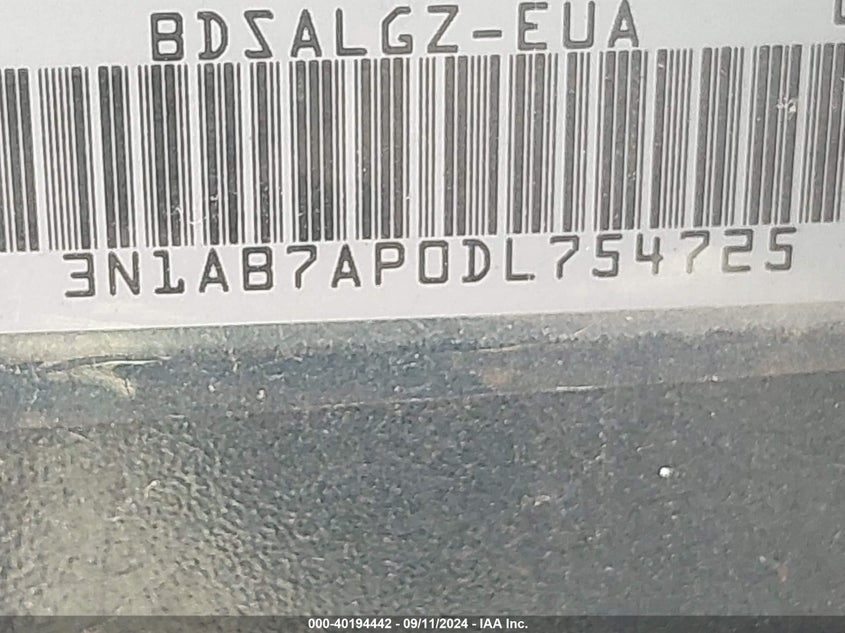 BDSALGZ-EUA
3N1AB7AP0DL754725
000-40194442 - 09/11/2024 - IAA Inc.